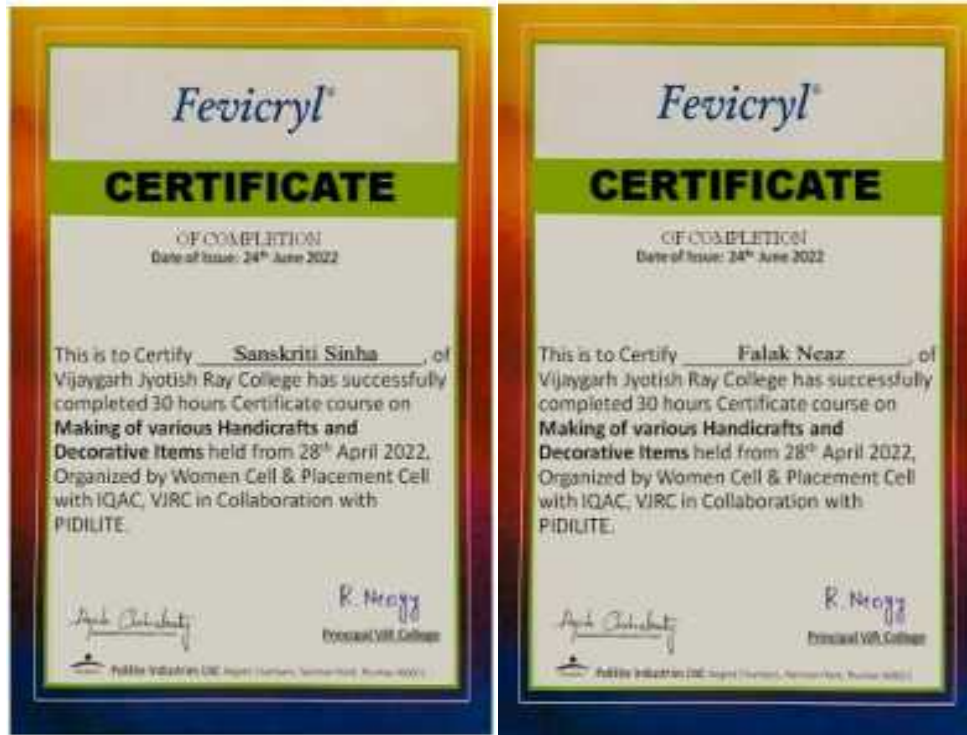 Fevicryl®
CERTIFICATE
OF COMPLETION
Date of Issue: 24th June 2022
This is to Certify Sanskriti Sinha, of
Vijaygarh Jyotish Ray College has successfully
completed 30 hours Certificate course on
Making of various Handicrafts and
Decorative Items held from 28th April 2022,
Organized by Women Cell & Placement Cell
with IQAC, VJRC in Collaboration with
PIDILITE.
R. Neogy
Principal VJR College
Pidilite Industries Ltd
Fevicryl®
CERTIFICATE
OF COMPLETION
Date of Issue: 24th June 2022
This is to Certify Falak Neaz, of
Vijaygarh Jyotish Ray College has successfully
completed 30 hours Certificate course on
Making of various Handicrafts and
Decorative Items held from 28th April 2022,
Organized by Women Cell & Placement Cell
with IQAC, VJRC in Collaboration with
PIDILITE.
R. Neogy
Principal VJR College
Pidilite Industries Ltd